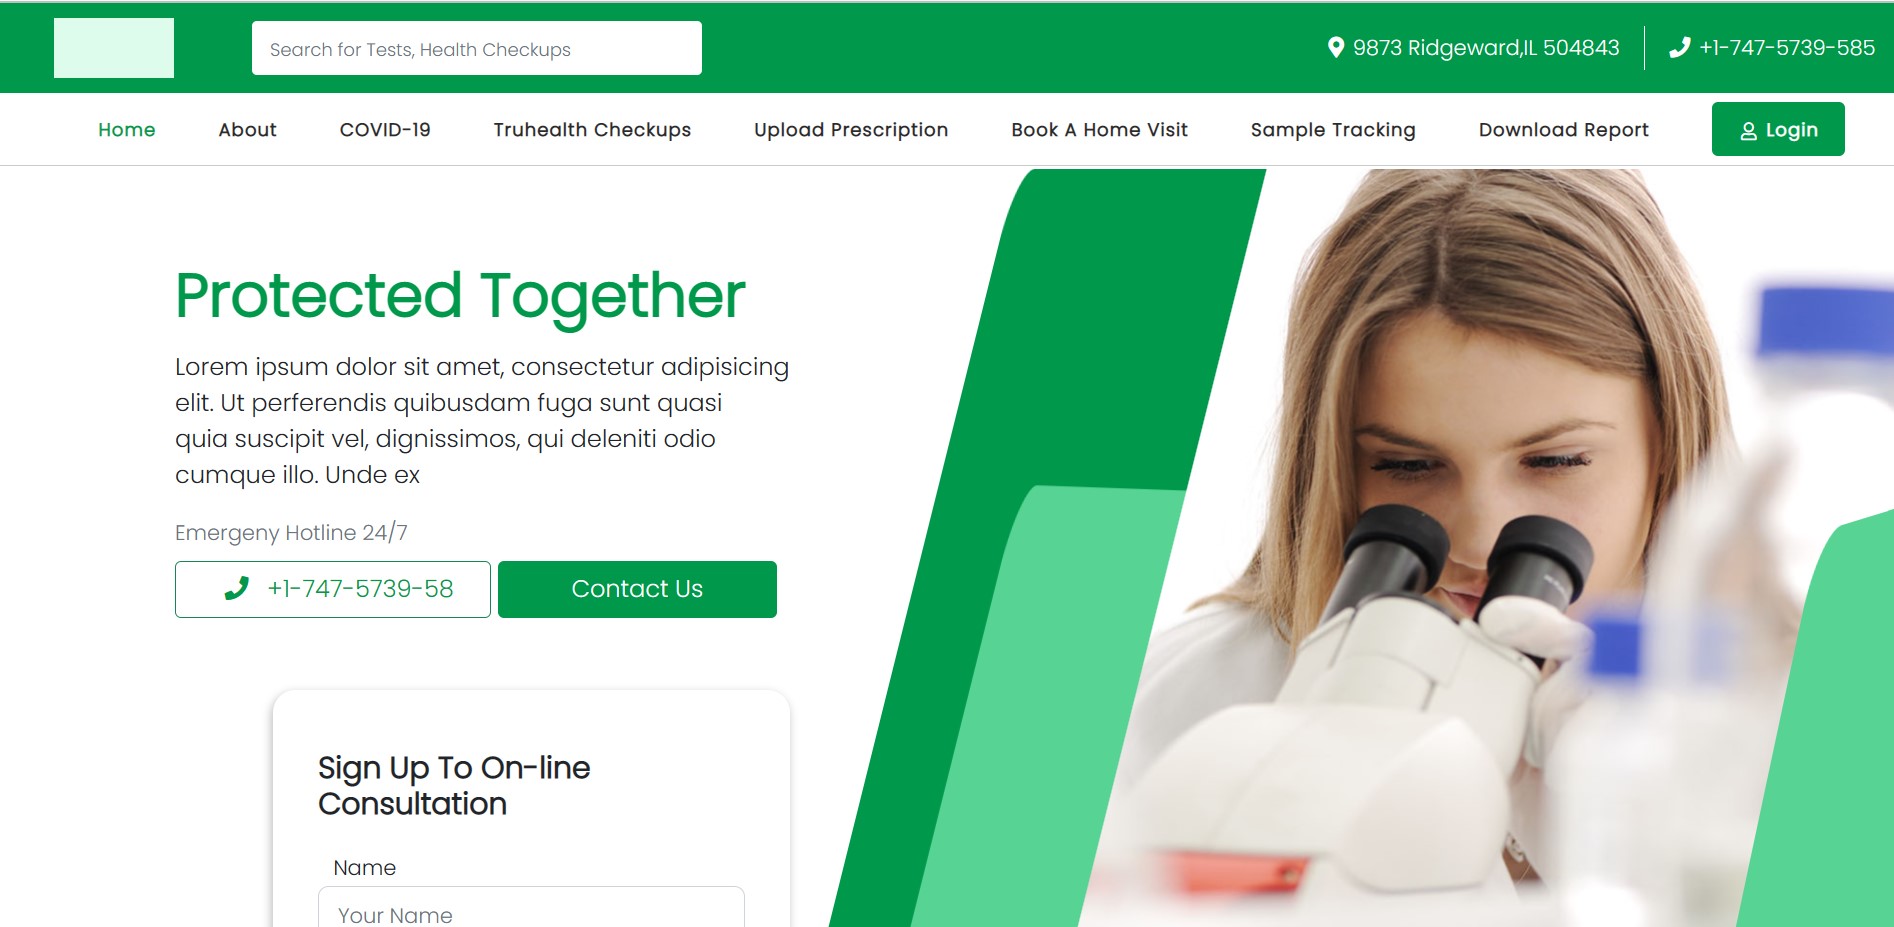 Search for Tests, Health Checkups
9873 Ridgeward,IL 504843
+1-747-5739-585
Home
About
COVID-19
Truhealth Checkups
Upload Prescription
Book A Home Visit
Sample Tracking
Download Report
Login
Protected Together
Lorem ipsum dolor sit amet, consectetur adipisicing
elit. Ut perferendis quibusdam fuga sunt quasi
quia suscipit vel, dignissimos, qui deleniti odio
cumque illo. Unde ex
Emergeny Hotline 24/7
+1-747-5739-58
Contact Us
Sign Up To On-line
Consultation
Name
Your Name